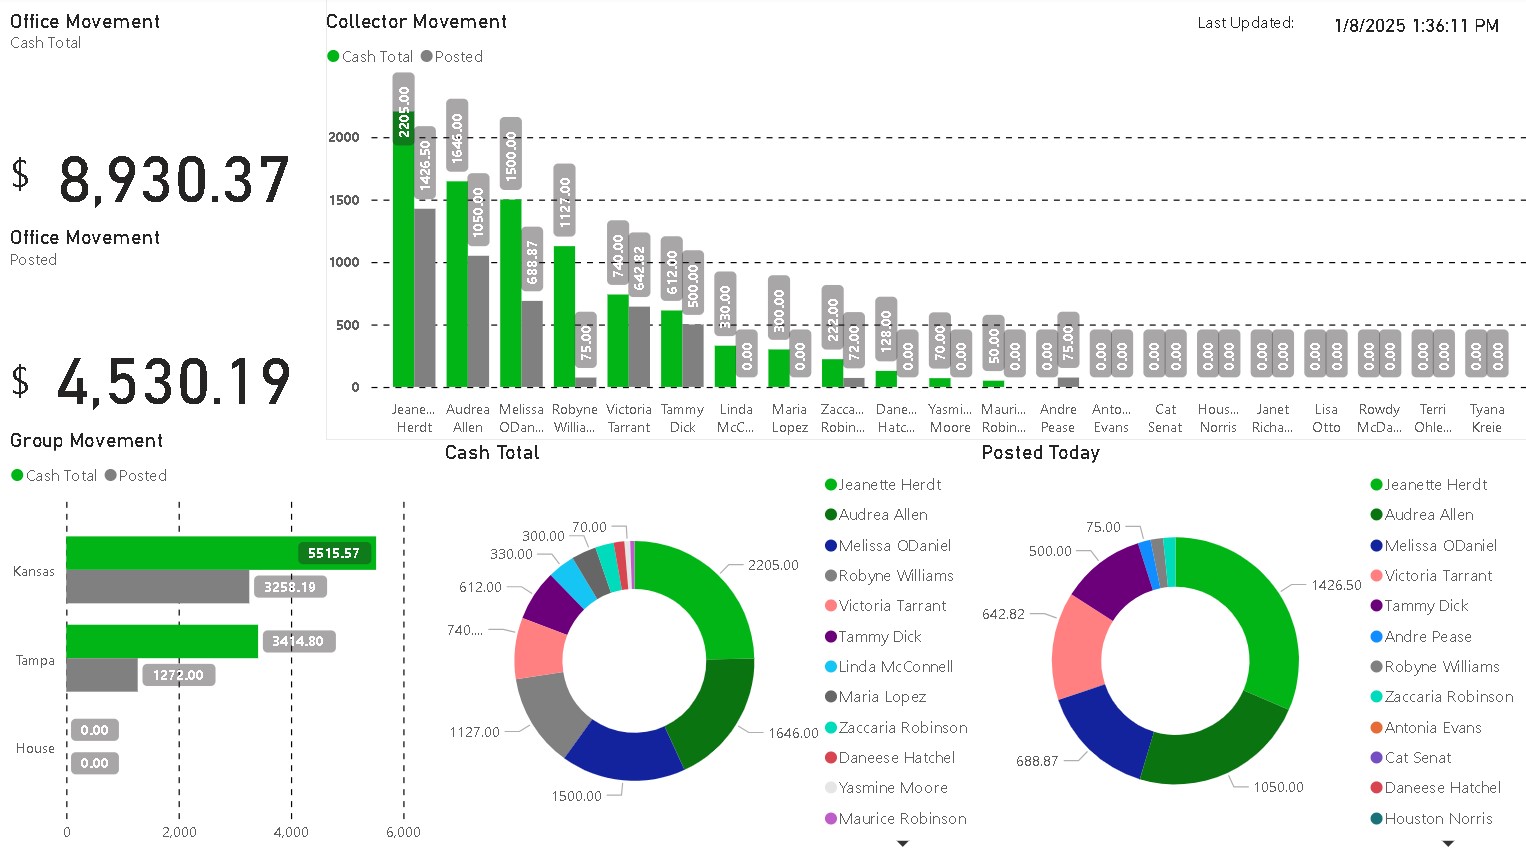 Office Movement
Cash Total
$ 8,930.37
Office Movement
Posted
$ 4,530.19
Collector Movement
Last Updated: 1/8/2025 1:36:11 PM
Cash Total Posted
2000
1500
1000
500
0
2205.00 1426.50 1646.00 1050.00 1500.00 688.87 1127.00 75.00 740.00 642.82 612.00 500.00 330.00 0.00 300.00 0.00 222.00 72.00 128.00 0.00 70.00 0.00 50.00 0.00 0.00 75.00 0.00 0.00 0.00 0.00 0.00 0.00 0.00 0.00 0.00 0.00 0.00 0.00 0.00 0.00 0.00 0.00
Jeane... Audrea Melissa Robyne Victoria Tammy Linda Maria Zacca... Dane... Yasmi... Mauri... Andre Anto... Cat Hous... Janet Lisa Rowdy Terri Tyana
Herdt Allen ODan... Willia... Tarrant Dick McC... Lopez Robin... Hatc... Moore Robin... Pease Evans Senat Norris Richa... Otto McDa... Ohle... Kreie
Group Movement
Cash Total Posted
Kansas
5515.57
3258.19
Tampa
3414.80
1272.00
House
0.00
0.00
0 2,000 4,000 6,000
Cash Total
70.00
300.00
330.00
612.00
740....
1127.00
1500.00
1646.00
2205.00
Jeanette Herdt
Audrea Allen
Melissa ODaniel
Robyne Williams
Victoria Tarrant
Tammy Dick
Linda McConnell
Maria Lopez
Zaccaria Robinson
Daneese Hatchel
Yasmine Moore
Maurice Robinson
Posted Today
75.00
500.00
642.82
688.87
1050.00
1426.50
Jeanette Herdt
Audrea Allen
Melissa ODaniel
Victoria Tarrant
Tammy Dick
Andre Pease
Robyne Williams
Zaccaria Robinson
Antonia Evans
Cat Senat
Daneese Hatchel
Houston Norris